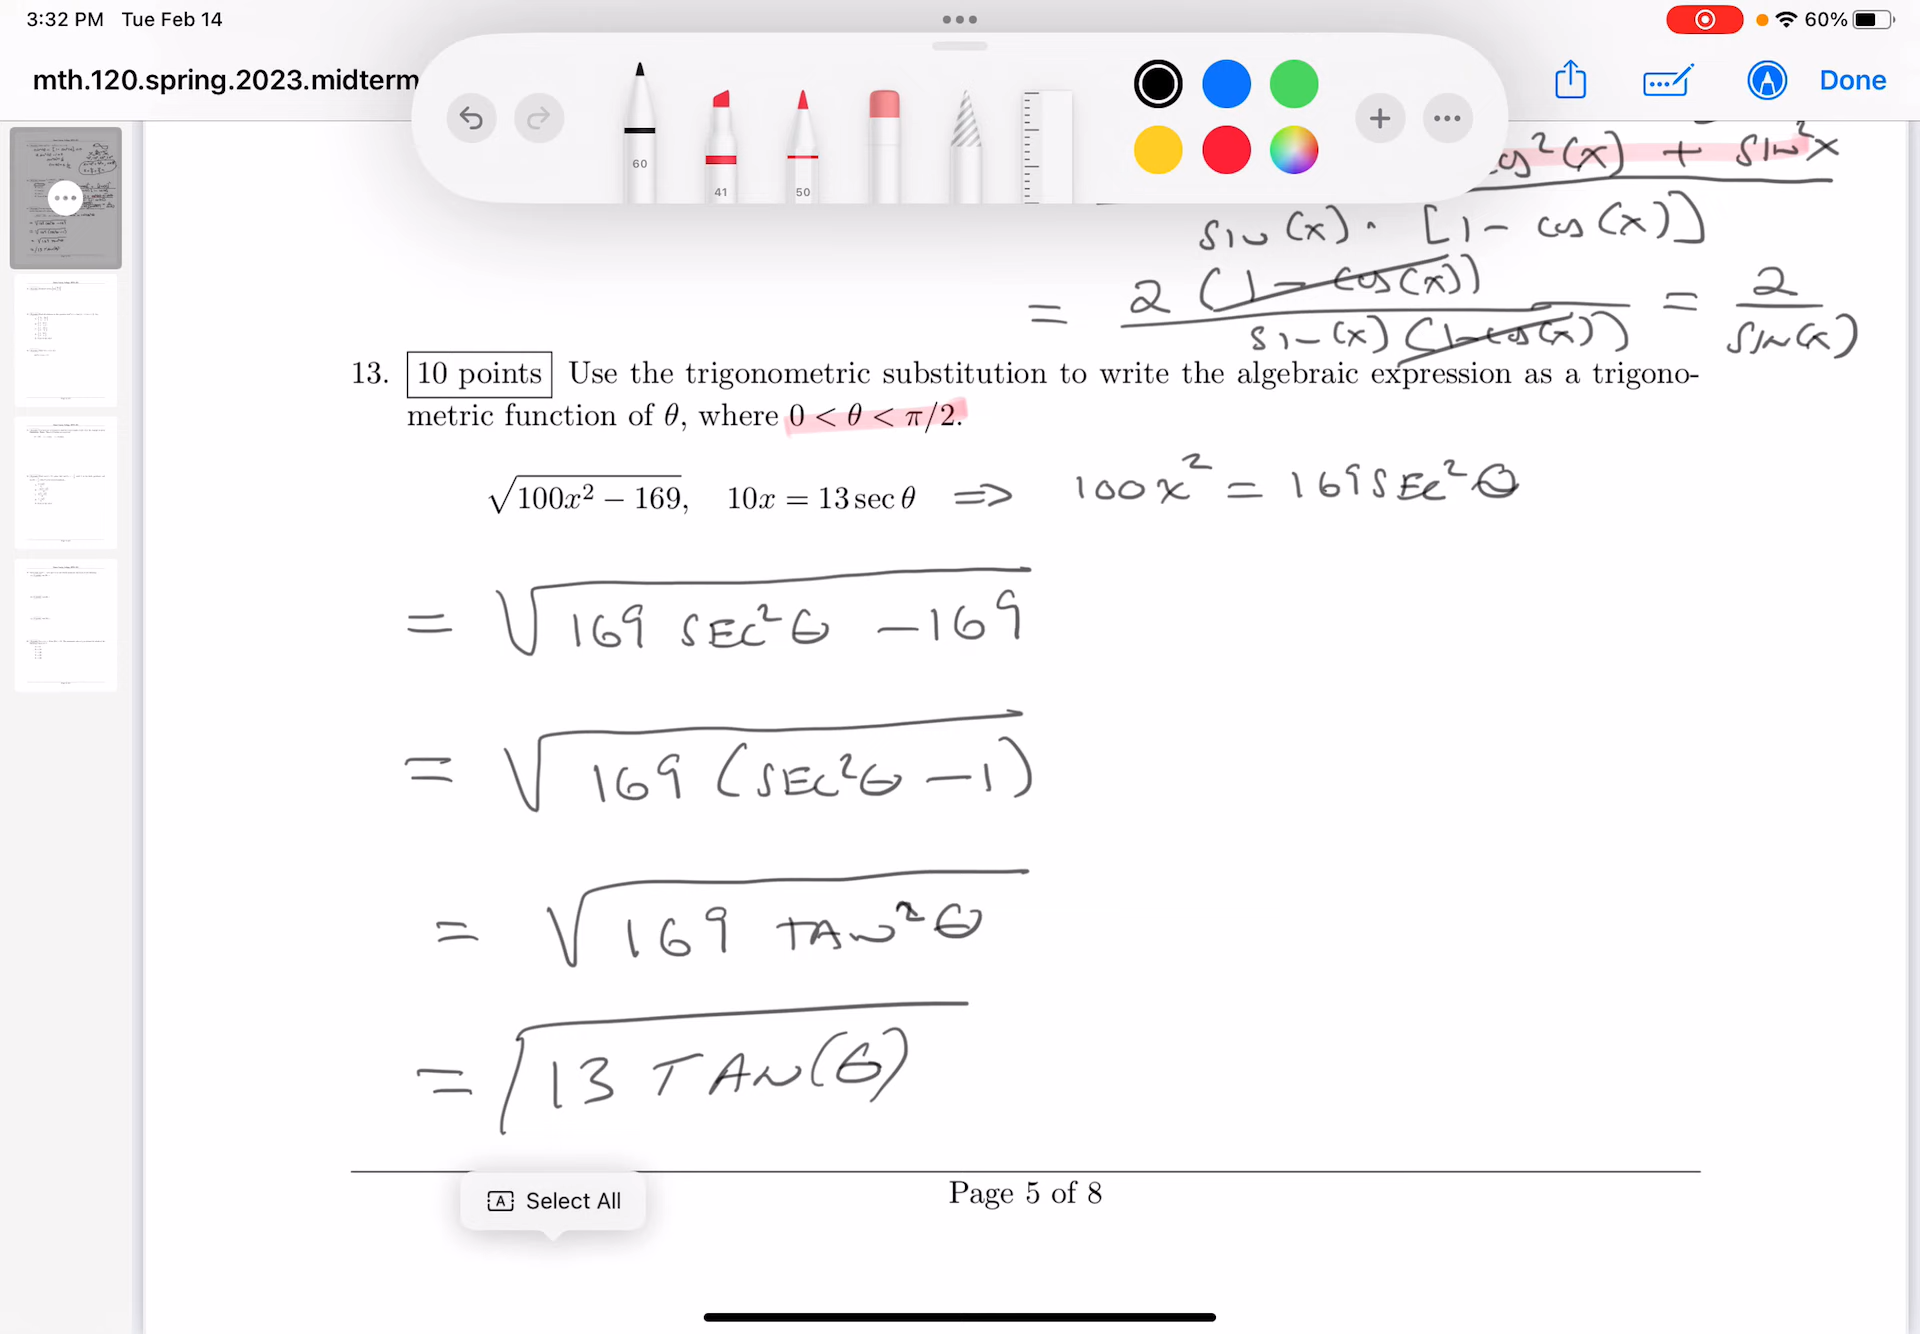 3:32 PM Tue Feb 14
60%
mth.120.spring.2023.midterm
Done
60
41
50
cos²(x) + sin²x
sin(x) · [1 - cos(x)]
= 2(1 - cos(x)) / sin(x)(1 - cos(x)) = 2 / sin(x)
13. 10 points Use the trigonometric substitution to write the algebraic expression as a trigono-
metric function of θ, where 0 < θ < π/2.
√(100x² − 169), 10x = 13 sec θ => 100x² = 169 SEC²θ
= √(169 SEC²θ - 169)
= √(169 (SEC²θ - 1))
= √(169 TAN²θ)
= 13 TAN(θ)
Select All
Page 5 of 8